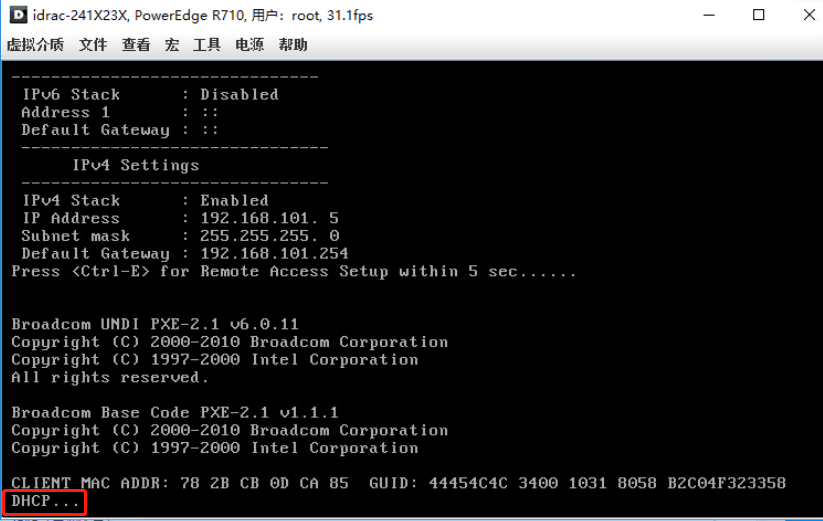 idrac-241X23X, PowerEdge R710, 用户: root, 31.1fps
虚拟介质 文件 查看 宏 工具 电源 帮助
-------------------------------
IPv6 Stack : Disabled
Address 1 : ::
Default Gateway : ::
-------------------------------
IPv4 Settings
-------------------------------
IPv4 Stack : Enabled
IP Address : 192.168.101. 5
Subnet mask : 255.255.255. 0
Default Gateway : 192.168.101.254
Press <Ctrl-E> for Remote Access Setup within 5 sec......
Broadcom UNDI PXE-2.1 v6.0.11
Copyright (C) 2000-2010 Broadcom Corporation
Copyright (C) 1997-2000 Intel Corporation
All rights reserved.
Broadcom Base Code PXE-2.1 v1.1.1
Copyright (C) 2000-2010 Broadcom Corporation
Copyright (C) 1997-2000 Intel Corporation
CLIENT MAC ADDR: 78 2B CB 0D CA 85 GUID: 44454C4C 3400 1031 8058 B2C04F323358
DHCP...